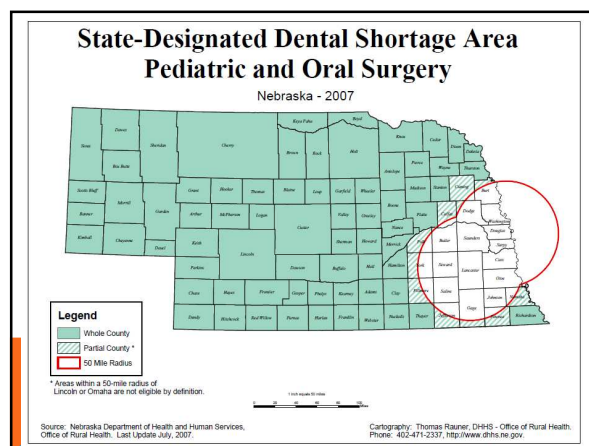 State-Designated Dental Shortage Area
Pediatric and Oral Surgery
Nebraska - 2007
Keya Paha Boyd
Dawes
Sioux Sheridan Cherry Knox Cedar Dixon Dakota
Brown Rock Holt
Box Butte Antelope Pierce Wayne Thurston
Scotts Bluff Grant Hooker Thomas Blaine Loup Garfield Wheeler Madison Stanton Cuming Burt
Morrill Garden Boone
Banner Arthur McPherson Logan Valley Greeley Platte Colfax Dodge Washington
Custer Nance Douglas
Kimball Cheyenne Deuel Keith Sherman Howard Merrick Polk Butler Saunders Sarpy
Lincoln Cass
Perkins Dawson Buffalo Hall Hamilton York Seward Lancaster Otoe
Chase Hayes Frontier Gosper Phelps Kearney Adams Clay Fillmore Saline Johnson Nemaha
Gage
Dundy Hitchcock Red Willow Furnas Harlan Franklin Webster Nuckolls Thayer Jefferson Pawnee Richardson
Legend
Whole County
Partial County *
50 Mile Radius
* Areas within a 50-mile radius of
Lincoln or Omaha are not eligible by definition.
1 inch equals 50 miles
Source: Nebraska Department of Health and Human Services,
Office of Rural Health. Last Update July, 2007.
Cartography: Thomas Rauner, DHHS - Office of Rural Health.
Phone: 402-471-2337, http://www.dhhs.ne.gov.